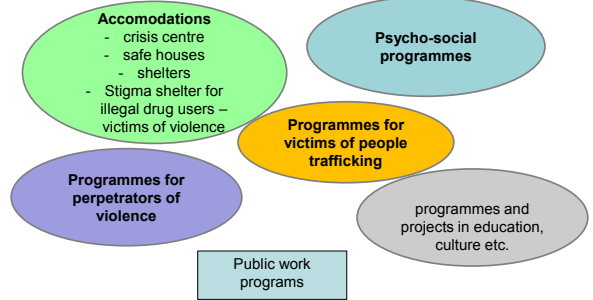 Accomodations
- crisis centre
- safe houses
- shelters
- Stigma shelter for
illegal drug users –
victims of violence
Psycho-social
programmes
Programmes for
victims of people
trafficking
Programmes for
perpetrators of
violence
programmes and
projects in education,
culture etc.
Public work
programs